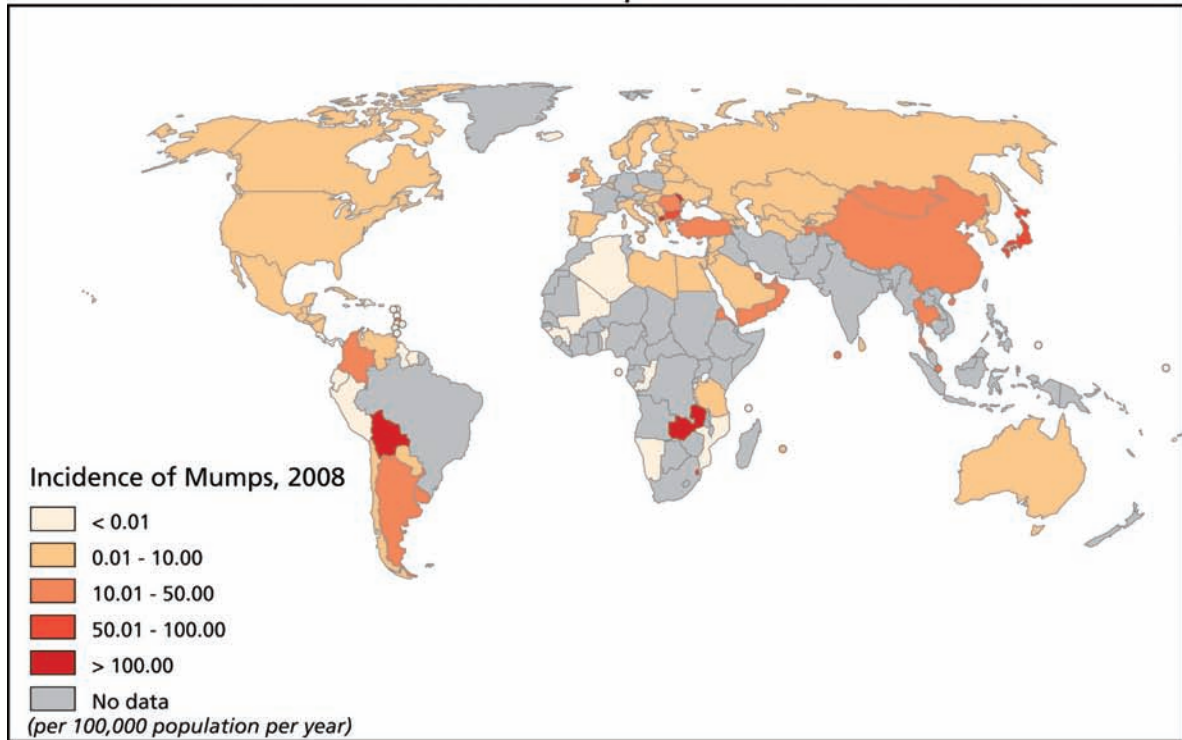 Incidence of Mumps, 2008
< 0.01
0.01 - 10.00
10.01 - 50.00
50.01 - 100.00
> 100.00
No data
(per 100,000 population per year)